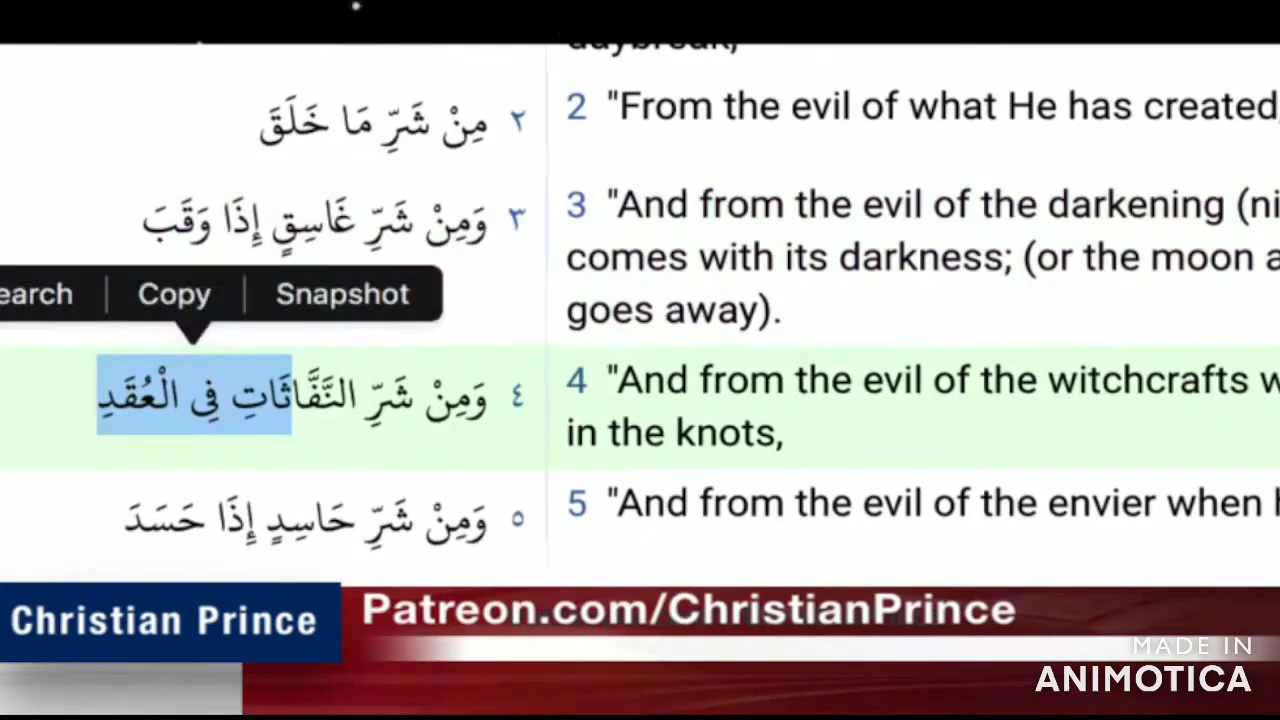 daybreak,
مِنْ شَرِّ مَا خَلَقَ ٢
2 "From the evil of what He has created,
وَمِنْ شَرِّ غَاسِقٍ إِذَا وَقَبَ ٣
3 "And from the evil of the darkening (ni
comes with its darkness; (or the moon a
goes away).
earch Copy Snapshot
وَمِنْ شَرِّ النَّفَّاثَاتِ فِى الْعُقَدِ ٤
4 "And from the evil of the witchcrafts w
in the knots,
وَمِنْ شَرِّ حَاسِدٍ إِذَا حَسَدَ ٥
5 "And from the evil of the envier when h
Christian Prince
Patreon.com/ChristianPrince
MADE IN
ANIMOTICA